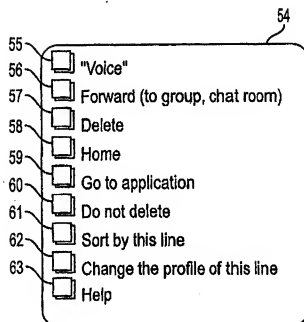 54
55 "Voice"
56 Forward (to group, chat room)
57 Delete
58 Home
59 Go to application
60 Do not delete
61 Sort by this line
62 Change the profile of this line
63 Help